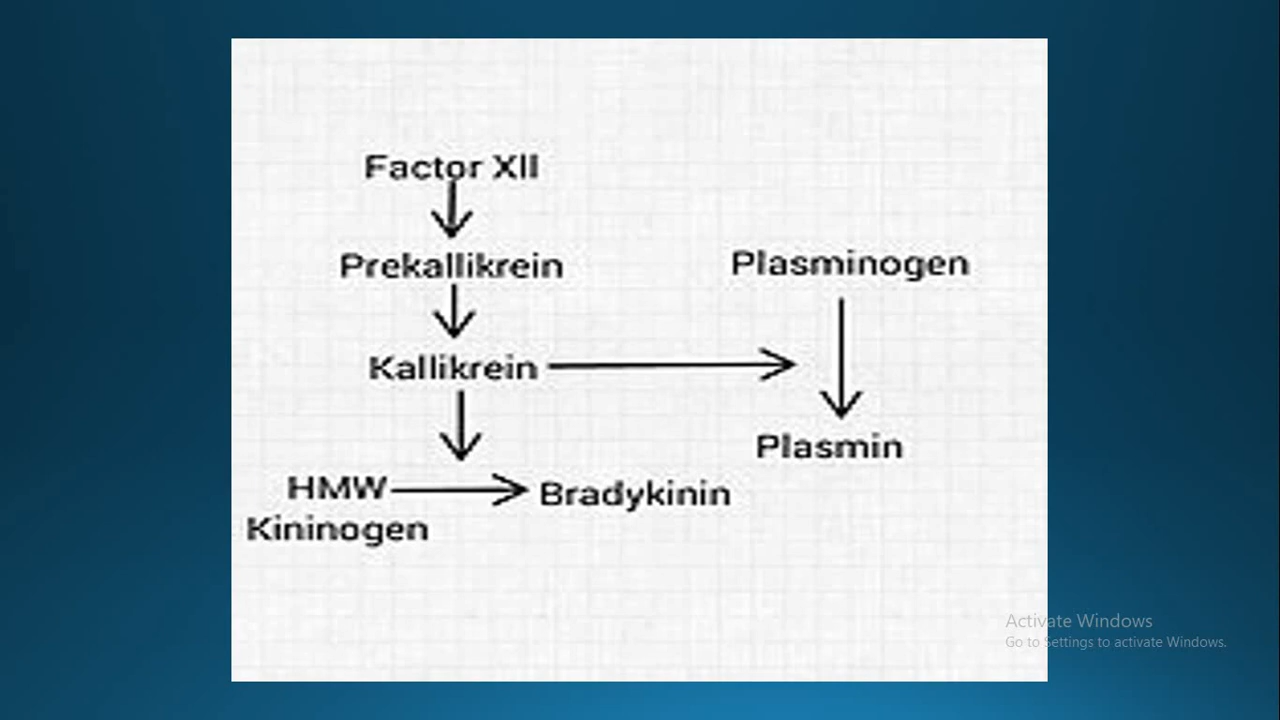 Factor XII
Prekallikrein
Plasminogen
Kallikrein
Plasmin
HMW
Kininogen
Bradykinin
Activate Windows
Go to Settings to activate Windows.